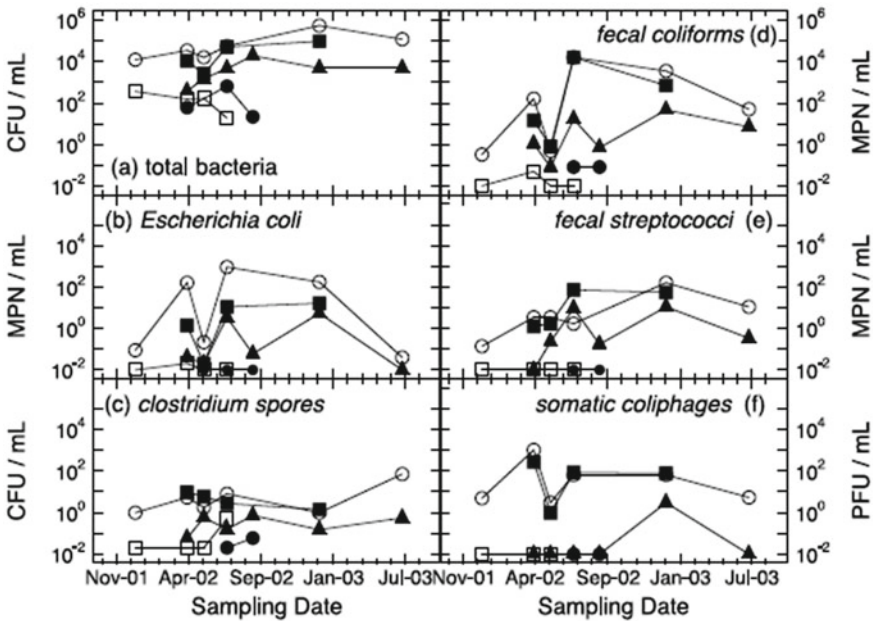 10^6
10^4
10^2
10^0
10^-2
CFU / mL
(a) total bacteria
fecal coliforms (d)
MPN / mL
10^6
10^4
10^2
10^0
10^-2
10^2
10^0
10^-2
MPN / mL
(b) Escherichia coli
fecal streptococci (e)
MPN / mL
10^4
10^2
10^0
10^-2
10^4
10^2
10^0
10^-2
CFU / mL
(c) clostridium spores
somatic coliphages (f)
PFU / mL
10^4
10^2
10^0
10^-2
Nov-01 Apr-02 Sep-02 Jan-03 Jul-03
Nov-01 Apr-02 Sep-02 Jan-03 Jul-03
Sampling Date
Sampling Date